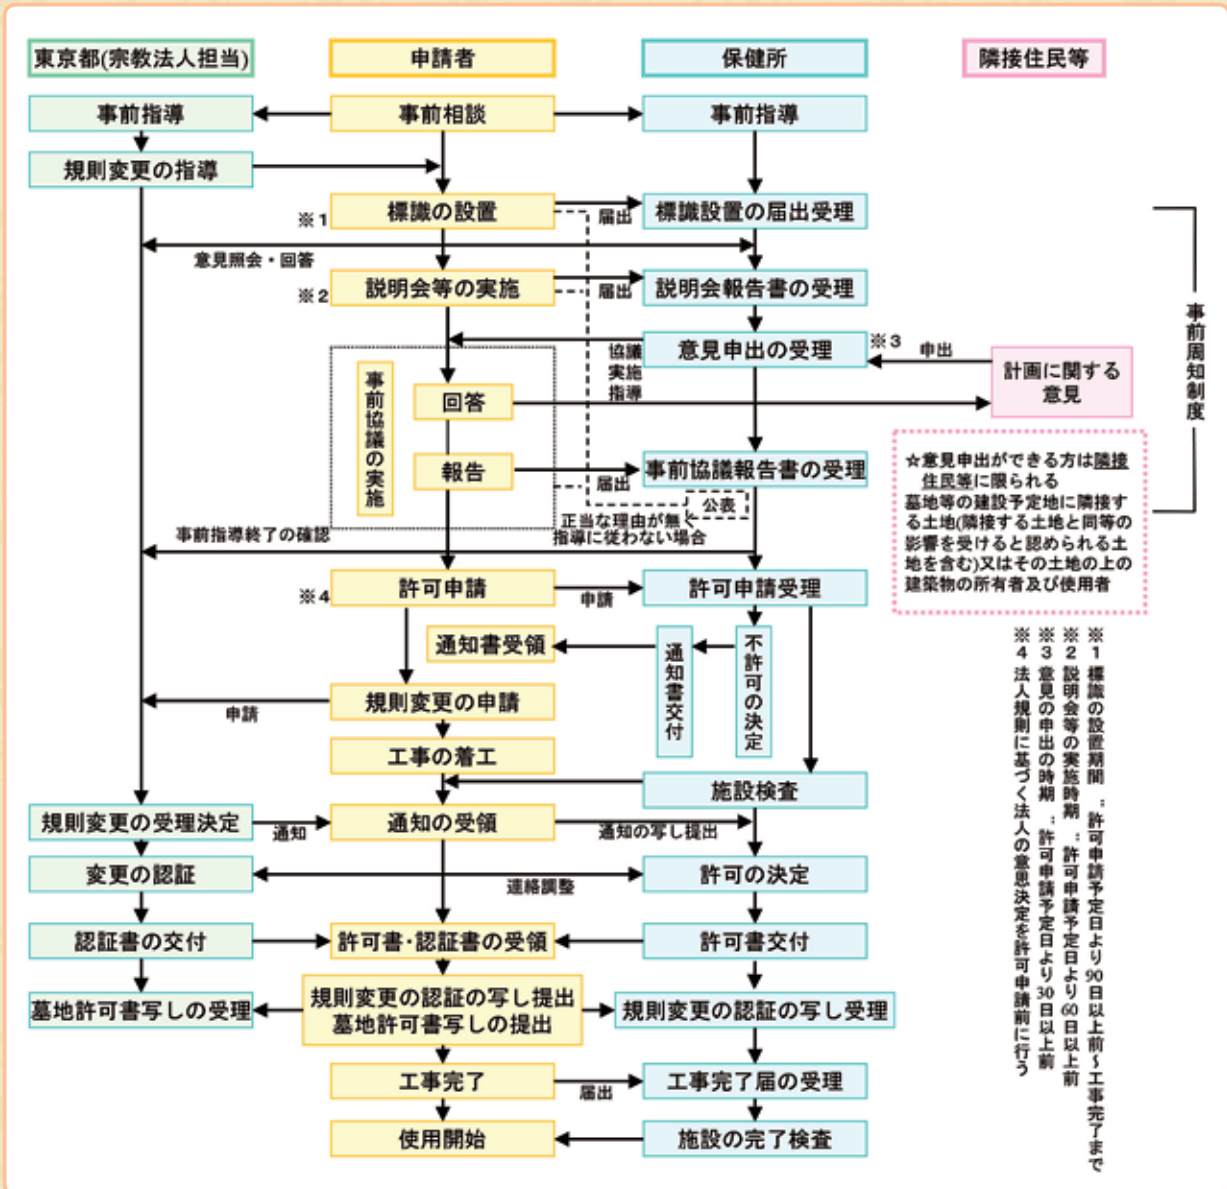 東京都(宗教法人担当)
申請者
保健所
隣接住民等
事前指導
事前相談
事前指導
規則変更の指導
※1
標識の設置
届出
標識設置の届出受理
意見照会・回答
※2
説明会等の実施
届出
説明会報告書の受理
意見申出の受理
※3
申出
計画に関する
意見
協議
実施
指導
事前周知制度
事前協議の実施
回答
報告
届出
事前協議報告書の受理
公表
正当な理由が無く
指導に従わない場合
☆意見申出ができる方は隣接
住民等に限られる
墓地等の建設予定地に隣接す
る土地(隣接する土地と同等の
影響を受けると認められる土
地を含む)又はその土地の上の
建築物の所有者及び使用者
事前指導終了の確認
※4
許可申請
申請
許可申請受理
通知書受領
通知書交付
不許可の決定
規則変更の申請
申請
工事の着工
施設検査
規則変更の受理決定
通知
通知の受領
通知の写し提出
変更の認証
連絡調整
許可の決定
認証書の交付
許可書・認証書の受領
許可書交付
墓地許可書写しの受理
規則変更の認証の写し提出
墓地許可書写しの提出
規則変更の認証の写し受理
工事完了
届出
工事完了届の受理
使用開始
施設の完了検査
※1 標識の設置期間 : 許可申請予定日より90日以上前~工事完了まで
※2 説明会等の実施時期 : 許可申請予定日より60日以上前
※3 意見の申出の時期 : 許可申請予定日より30日以上前
※4 法人規則に基づく法人の意思決定を許可申請前に行う